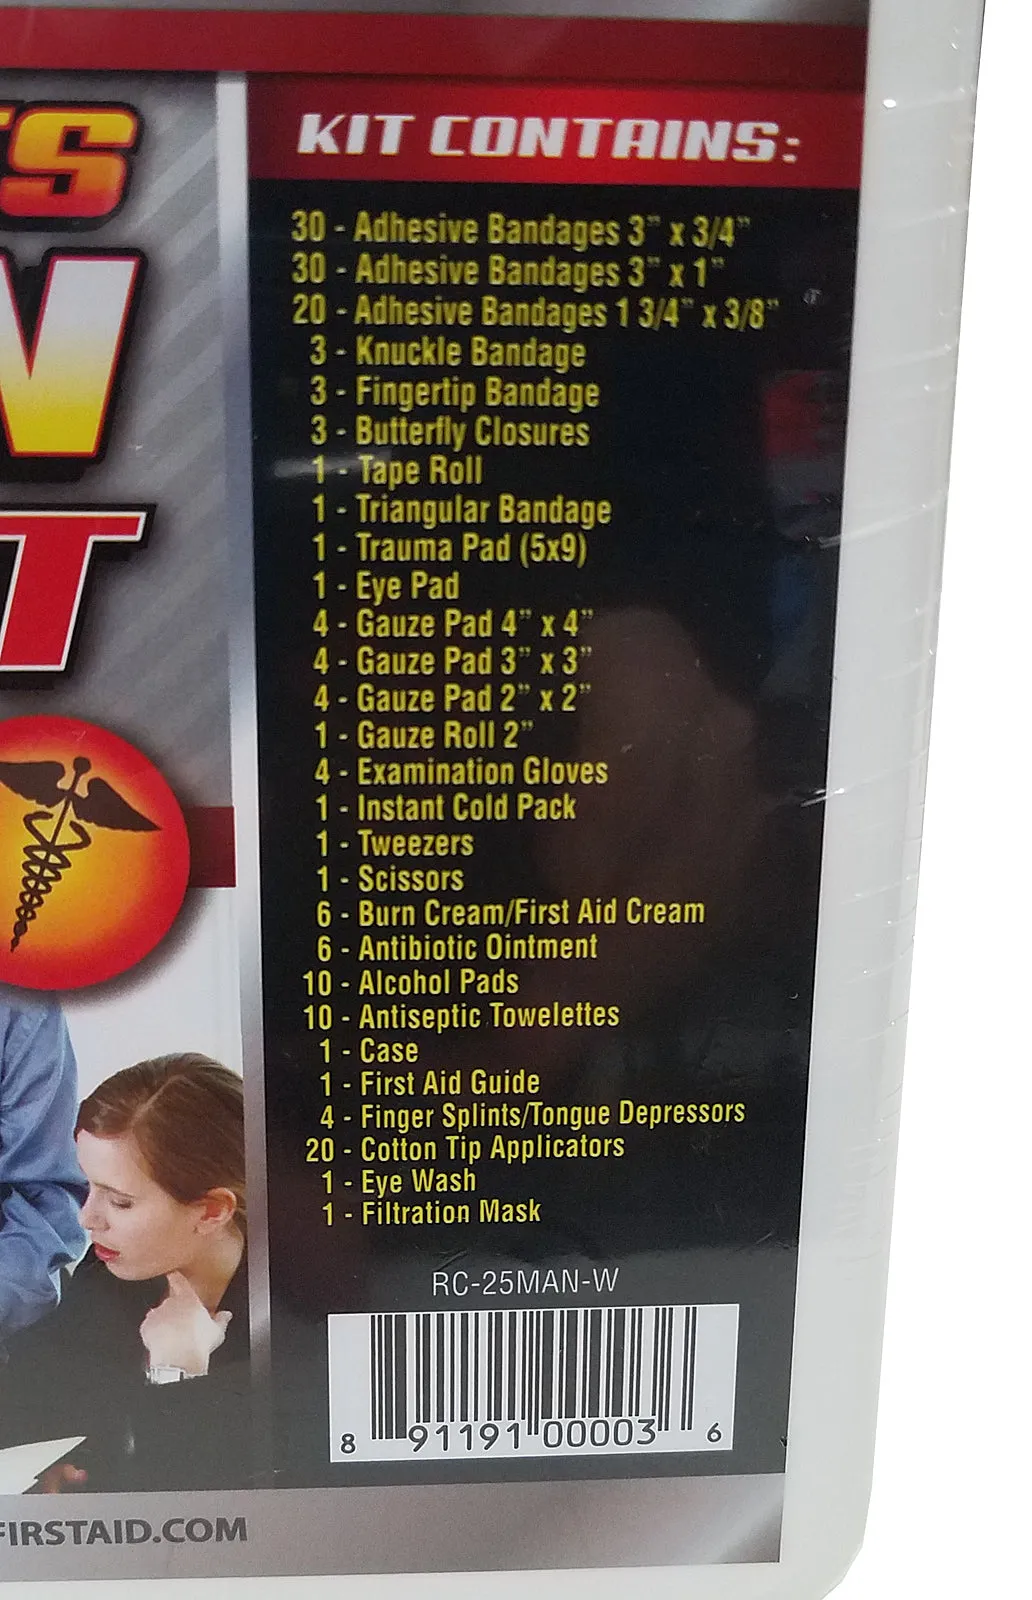 TS
N
T
KIT CONTAINS:
30 - Adhesive Bandages 3" x 3/4"
30 - Adhesive Bandages 3" x 1"
20 - Adhesive Bandages 1 3/4" x 3/8"
3 - Knuckle Bandage
3 - Fingertip Bandage
3 - Butterfly Closures
1 - Tape Roll
1 - Triangular Bandage
1 - Trauma Pad (5x9)
1 - Eye Pad
4 - Gauze Pad 4" x 4"
4 - Gauze Pad 3" x 3"
4 - Gauze Pad 2" x 2"
1 - Gauze Roll 2"
4 - Examination Gloves
1 - Instant Cold Pack
1 - Tweezers
1 - Scissors
6 - Burn Cream/First Aid Cream
6 - Antibiotic Ointment
10 - Alcohol Pads
10 - Antiseptic Towelettes
1 - Case
1 - First Aid Guide
4 - Finger Splints/Tongue Depressors
20 - Cotton Tip Applicators
1 - Eye Wash
1 - Filtration Mask
RC-25MAN-W
8 91191 00003 6
FIRSTAID.COM